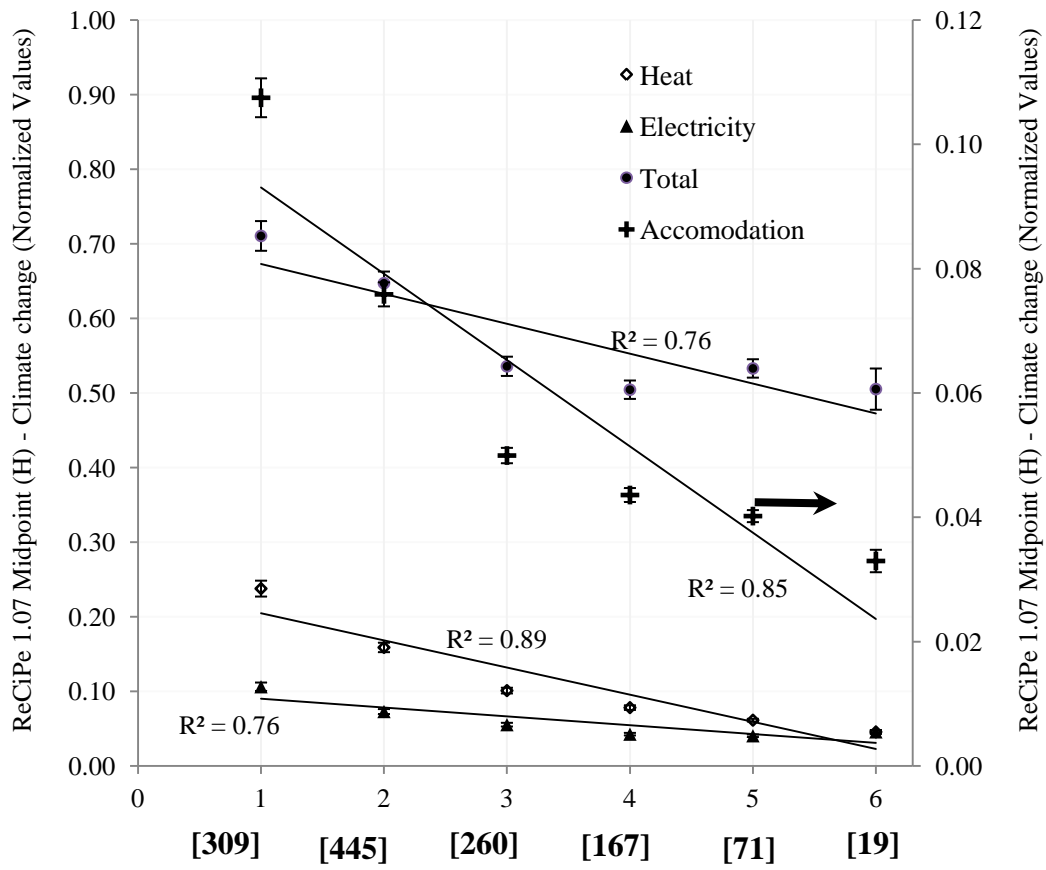 ReCiPe 1.07 Midpoint (H) - Climate change (Normalized Values)
1.00
0.90
0.80
0.70
0.60
0.50
0.40
0.30
0.20
0.10
0.00
0.12
0.10
0.08
0.06
0.04
0.02
0.00
ReCiPe 1.07 Midpoint (H) - Climate change (Normalized Values)
Heat
Electricity
Total
Accomodation
R² = 0.76
R² = 0.85
R² = 0.89
R² = 0.76
0 1 2 3 4 5 6
[309] [445] [260] [167] [71] [19]